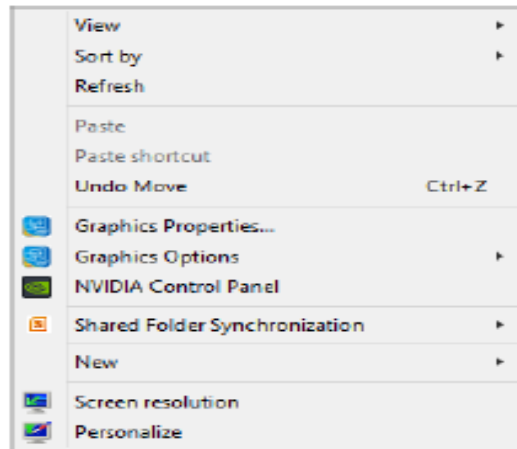 View
Sort by
Refresh
Paste
Paste shortcut
Undo Move Ctrl+Z
Graphics Properties...
Graphics Options
NVIDIA Control Panel
Shared Folder Synchronization
New
Screen resolution
Personalize